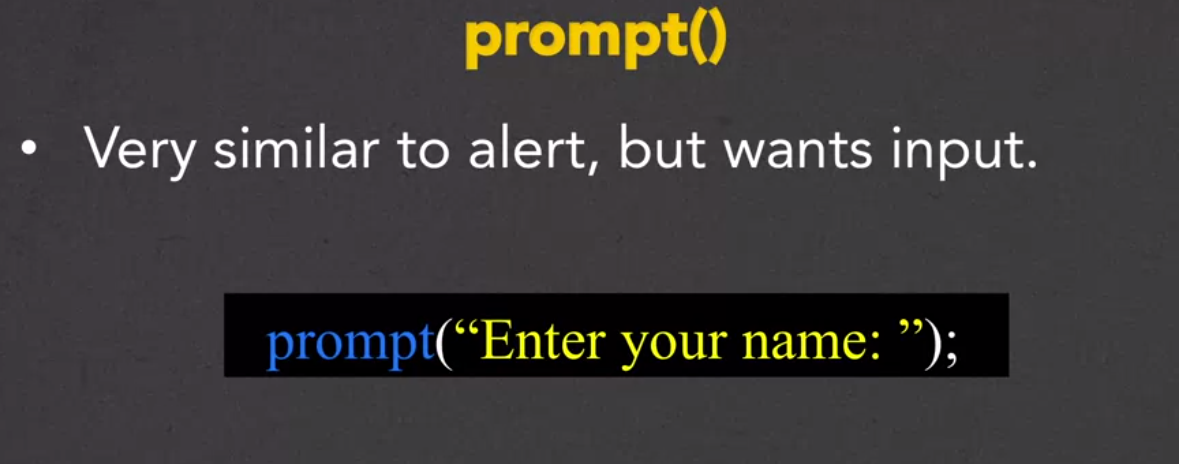 prompt()
• Very similar to alert, but wants input.
prompt(“Enter your name: ”);